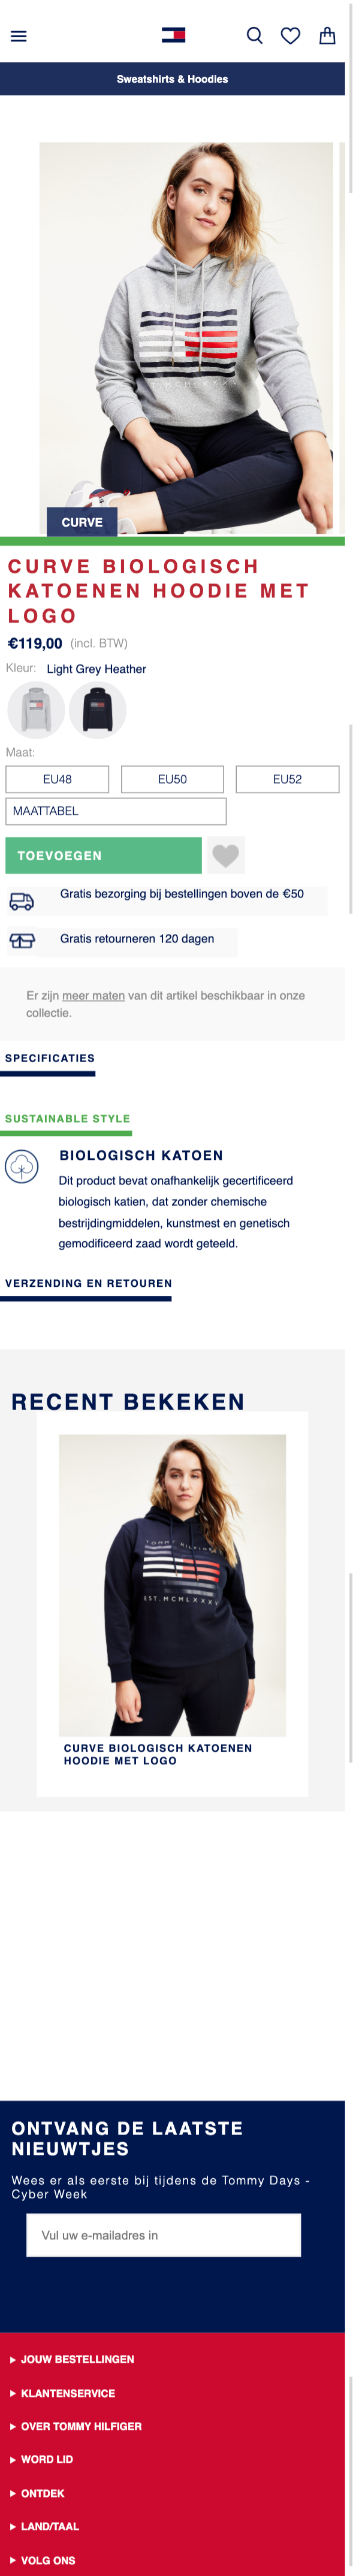 Sweatshirts & Hoodies
CURVE
CURVE BIOLOGISCH
KATOENEN HOODIE MET
LOGO
€119,00 (incl. BTW)
Kleur: Light Grey Heather
Maat:
EU48 EU50 EU52
MAATTABEL
TOEVOEGEN
Gratis bezorging bij bestellingen boven de €50
Gratis retourneren 120 dagen
Er zijn meer maten van dit artikel beschikbaar in onze
collectie.
SPECIFICATIES
SUSTAINABLE STYLE
BIOLOGISCH KATOEN
Dit product bevat onafhankelijk gecertificeerd
biologisch katien, dat zonder chemische
bestrijdingmiddelen, kunstmest en genetisch
gemodificeerd zaad wordt geteeld.
VERZENDING EN RETOUREN
RECENT BEKEKEN
TOMMY HILFIGER
EST. MCMLXXXV
CURVE BIOLOGISCH KATOENEN
HOODIE MET LOGO
ONTVANG DE LAATSTE
NIEUWTJES
Wees er als eerste bij tijdens de Tommy Days -
Cyber Week
Vul uw e-mailadres in
JOUW BESTELLINGEN
KLANTENSERVICE
OVER TOMMY HILFIGER
WORD LID
ONTDEK
LAND/TAAL
VOLG ONS